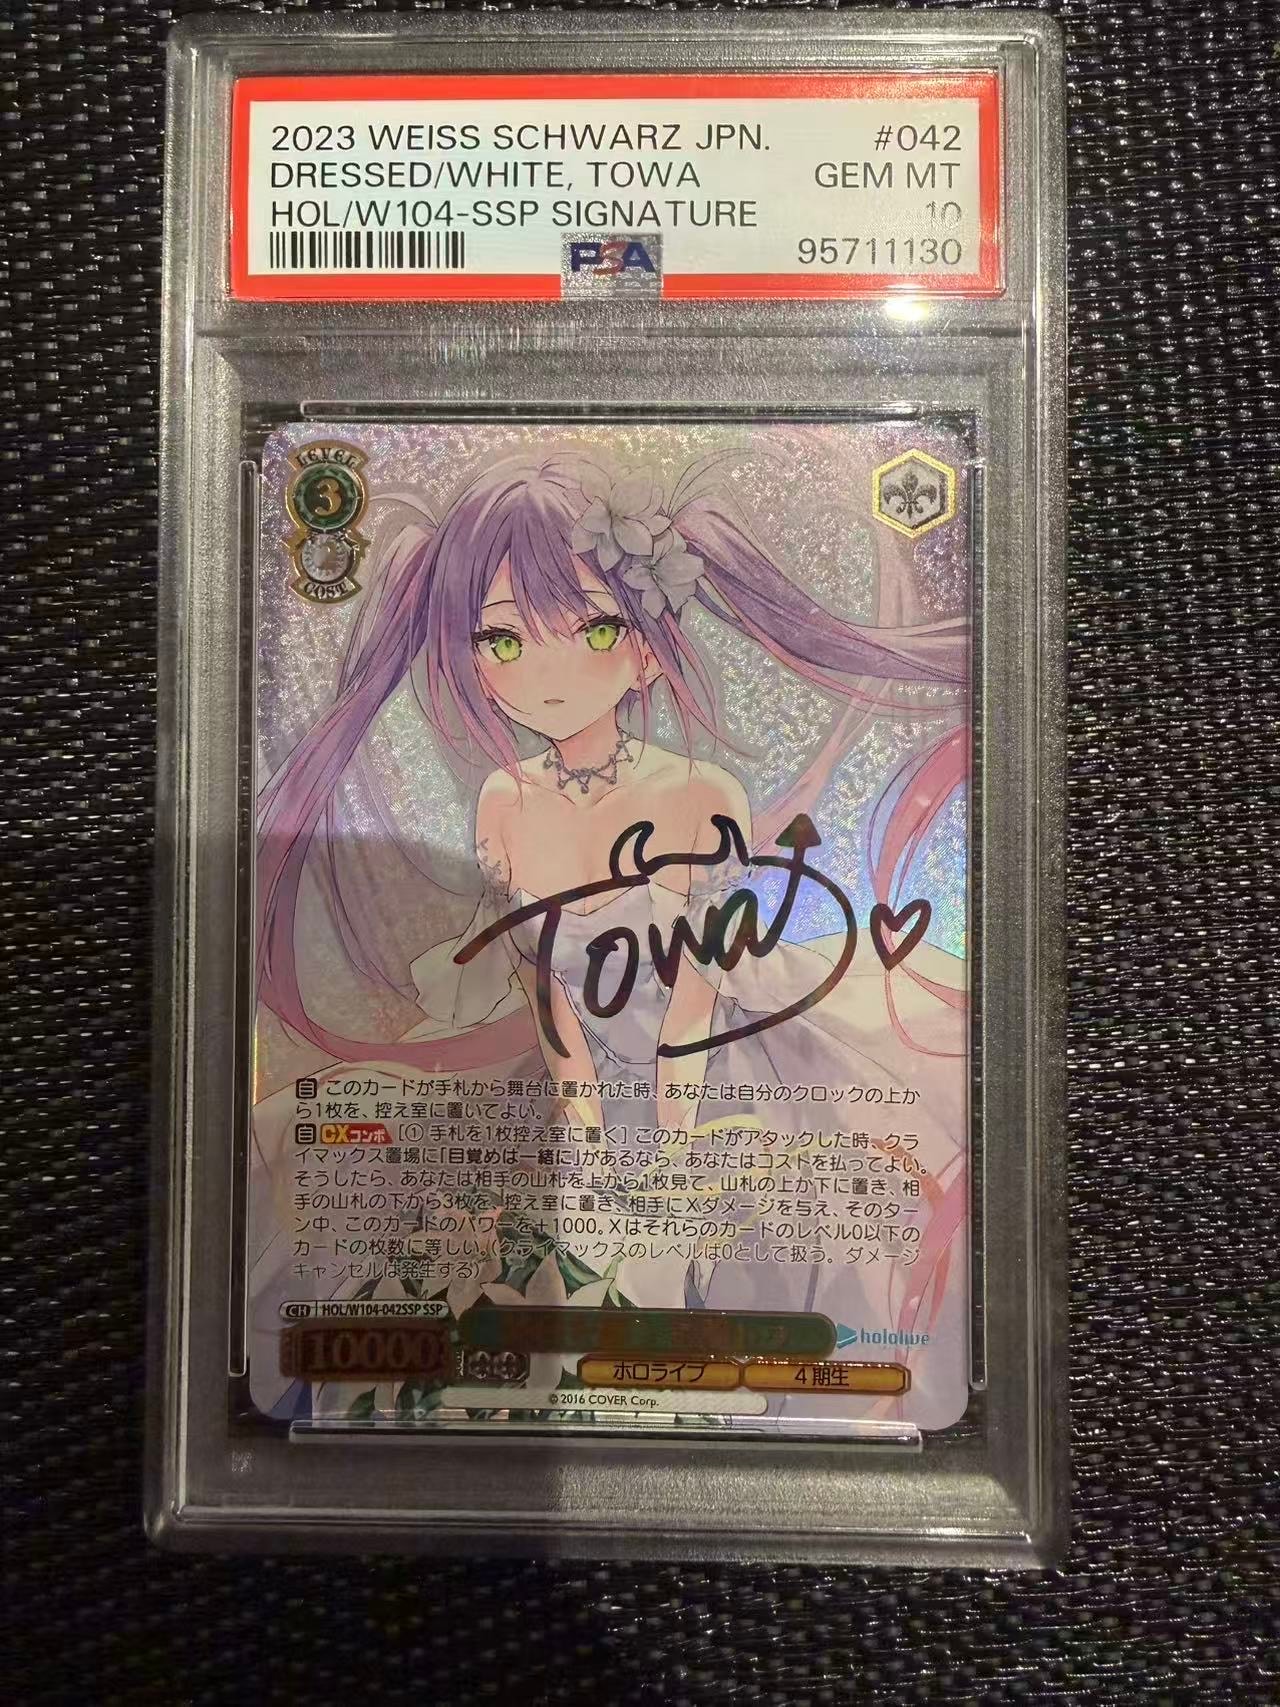 2023 WEISS SCHWARZ JPN. #042
DRESSED/WHITE, TOWA GEM MT
HOL/W104-SSP SIGNATURE 10
PSA 95711130
LEVEL
3
COST
Towa
自 このカードが手札から舞台に置かれた時、あなたは自分のクロックの上か
ら1枚を、控え室に置いてよい。
自 CXコンボ [① 手札を1枚控え室に置く] このカードがアタックした時、クラ
イマックス置場に「目覚めは一緒に」があるなら、あなたはコストを払ってよい。
そうしたら、あなたは相手の山札を上から1枚見て、山札の上か下に置き、相
手の山札の下から3枚を、控え室に置き、相手にXダメージを与え、そのター
ン中、このカードのパワーを+1000。Xはそれらのカードのレベル0以下の
カードの枚数に等しい。(クライマックスのレベルは0として扱う。ダメージ
キャンセルは発生する)
CH HOL/W104-042SSP SSP
10000
hololive
ホロライブ 4期生
© 2016 COVER Corp.